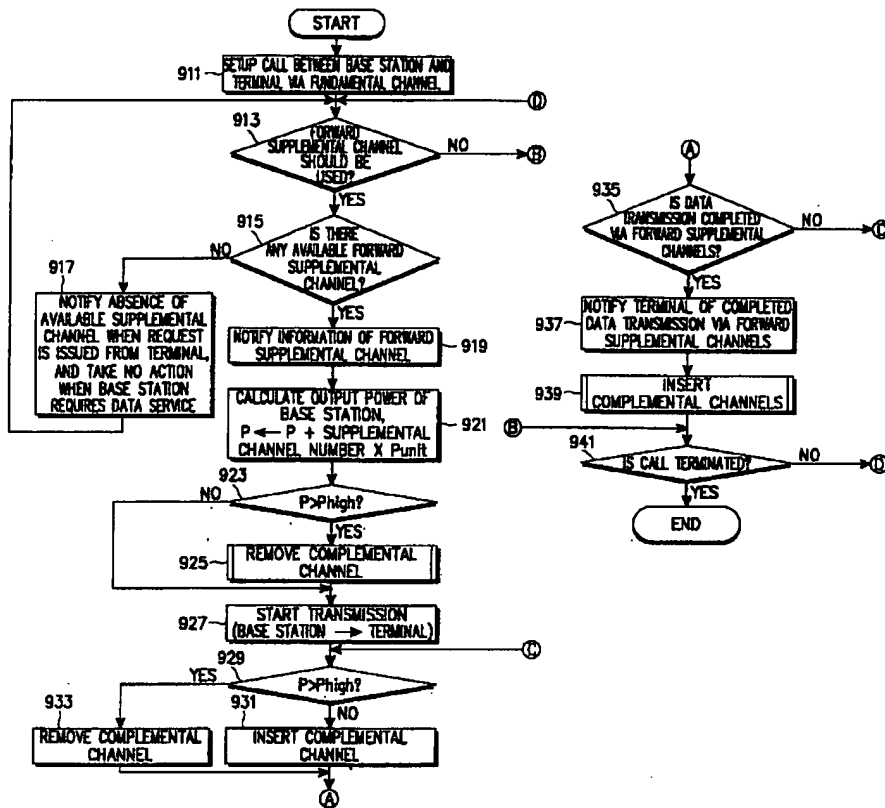 START
911
SETUP CALL BETWEEN BASE STATION AND
TERMINAL VIA FUNDAMENTAL CHANNEL
D
913
FORWARD
SUPPLEMENTAL CHANNEL
SHOULD BE
USED?
NO
B
YES
915
IS THERE
ANY AVAILABLE FORWARD
SUPPLEMENTAL
CHANNEL?
NO
YES
917
NOTIFY ABSENCE OF
AVAILABLE SUPPLEMENTAL
CHANNEL WHEN REQUEST
IS ISSUED FROM TERMINAL,
AND TAKE NO ACTION
WHEN BASE STATION
REQUIRES DATA SERVICE
NOTIFY INFORMATION OF FORWARD
SUPPLEMENTAL CHANNEL
919
CALCULATE OUTPUT POWER OF
BASE STATION,
P ← P + SUPPLEMENTAL
CHANNEL NUMBER X Punit
921
923
P>Phigh?
NO
YES
925
REMOVE COMPLEMENTAL
CHANNEL
927
START TRANSMISSION
(BASE STATION → TERMINAL)
C
929
P>Phigh?
YES
NO
933
REMOVE COMPLEMENTAL
CHANNEL
931
INSERT COMPLEMENTAL
CHANNEL
A
A
935
IS DATA
TRANSMISSION COMPLETED
VIA FORWARD SUPPLEMENTAL
CHANNELS?
NO
C
YES
937
NOTIFY TERMINAL OF COMPLETED
DATA TRANSMISSION VIA FORWARD
SUPPLEMENTAL CHANNELS
939
INSERT
COMPLEMENTAL CHANNELS
B
941
IS CALL TERMINATED?
NO
D
YES
END